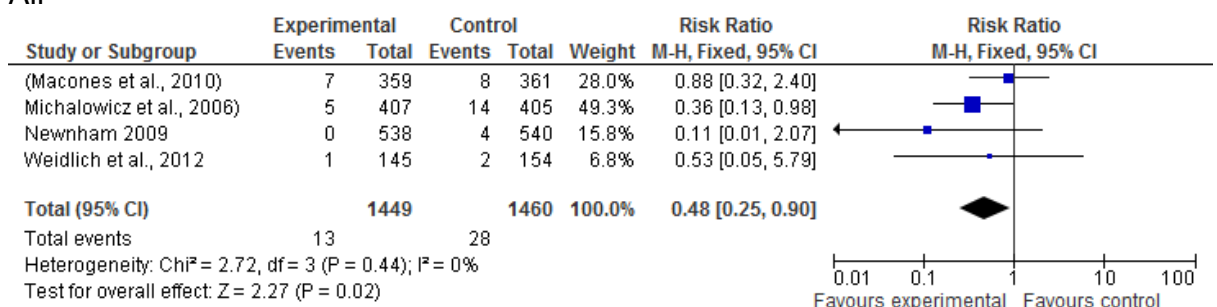 Experimental Control Risk Ratio Risk Ratio
Study or Subgroup Events Total Events Total Weight M-H, Fixed, 95% CI M-H, Fixed, 95% CI
(Macones et al., 2010) 7 359 8 361 28.0% 0.88 [0.32, 2.40]
Michalowicz et al., 2006) 5 407 14 405 49.3% 0.36 [0.13, 0.98]
Newnham 2009 0 538 4 540 15.8% 0.11 [0.01, 2.07]
Weidlich et al., 2012 1 145 2 154 6.8% 0.53 [0.05, 5.79]
Total (95% CI) 1449 1460 100.0% 0.48 [0.25, 0.90]
Total events 13 28
Heterogeneity: Chi² = 2.72, df = 3 (P = 0.44); I² = 0%
Test for overall effect: Z = 2.27 (P = 0.02)
0.01 0.1 1 10 100
Favours experimental Favours control